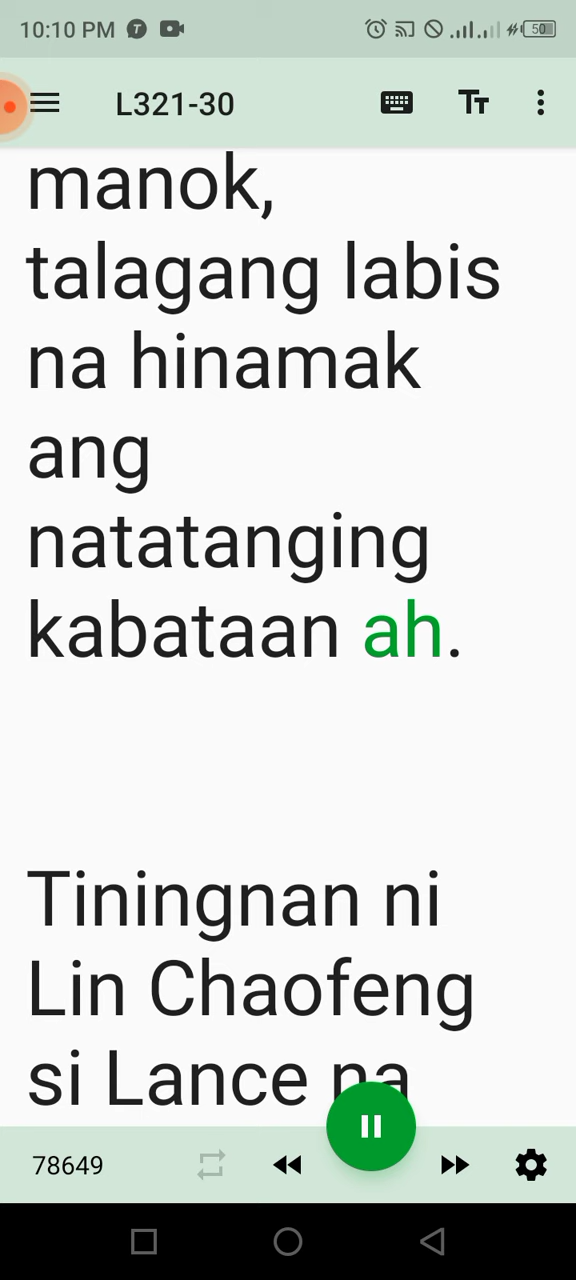 10:10 PM
50
L321-30
manok,
talagang labis
na hinamak
ang
natatanging
kabataan ah.
Tiningnan ni
Lin Chaofeng
si Lance na
78649